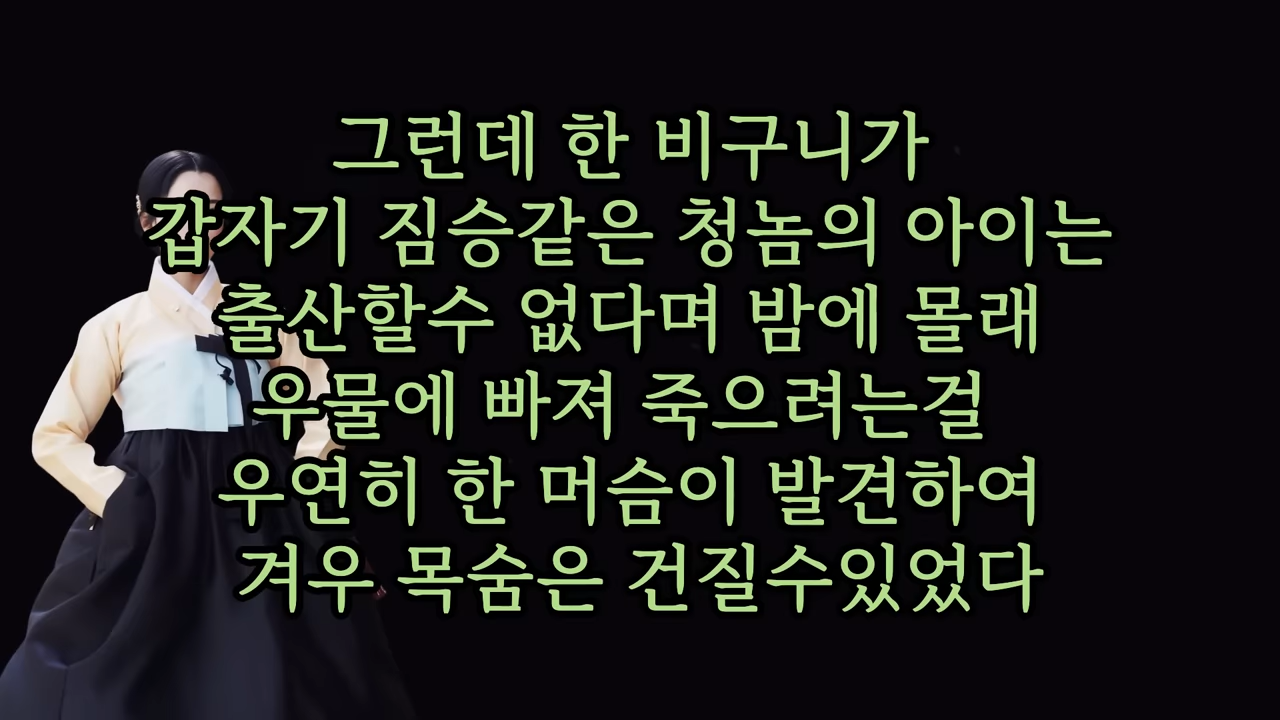 그런데 한 비구니가
갑자기 짐승같은 청놈의 아이는
출산할수 없다며 밤에 몰래
우물에 빠져 죽으려는걸
우연히 한 머슴이 발견하여
겨우 목숨은 건질수있었다